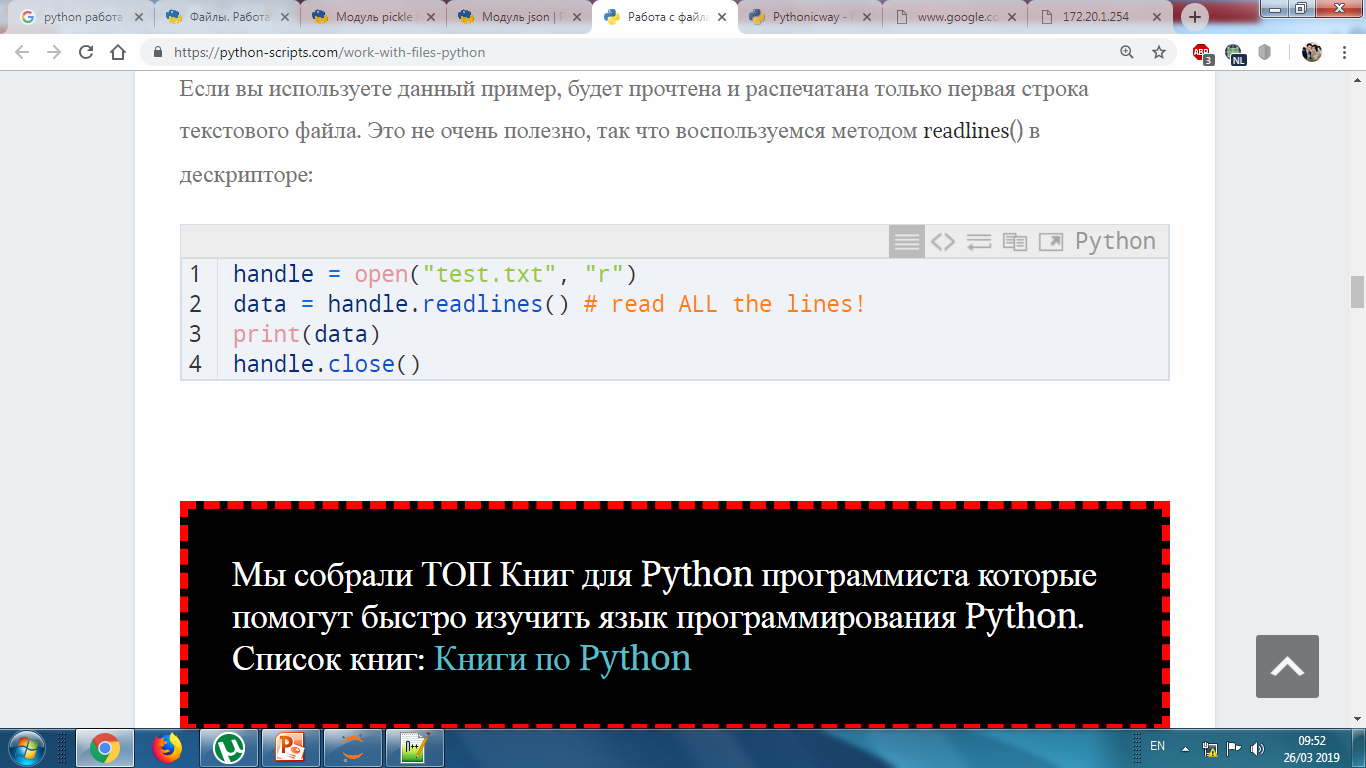 python работа
Файлы. Работа
Модуль pickle
Модуль json | P
Работа с файла
Pythonicway -
www.google.co
172.20.1.254
https://python-scripts.com/work-with-files-python
ABP
3
NL
Если вы используете данный пример, будет прочтена и распечатана только первая строка
текстового файла. Это не очень полезно, так что воспользуемся методом readlines() в
дескрипторе:
Python
1 handle = open("test.txt", "r")
2 data = handle.readlines() # read ALL the lines!
3 print(data)
4 handle.close()
Мы собрали ТОП Книг для Python программиста которые
помогут быстро изучить язык программирования Python.
Список книг: Книги по Python
EN
09:52
26/03 2019